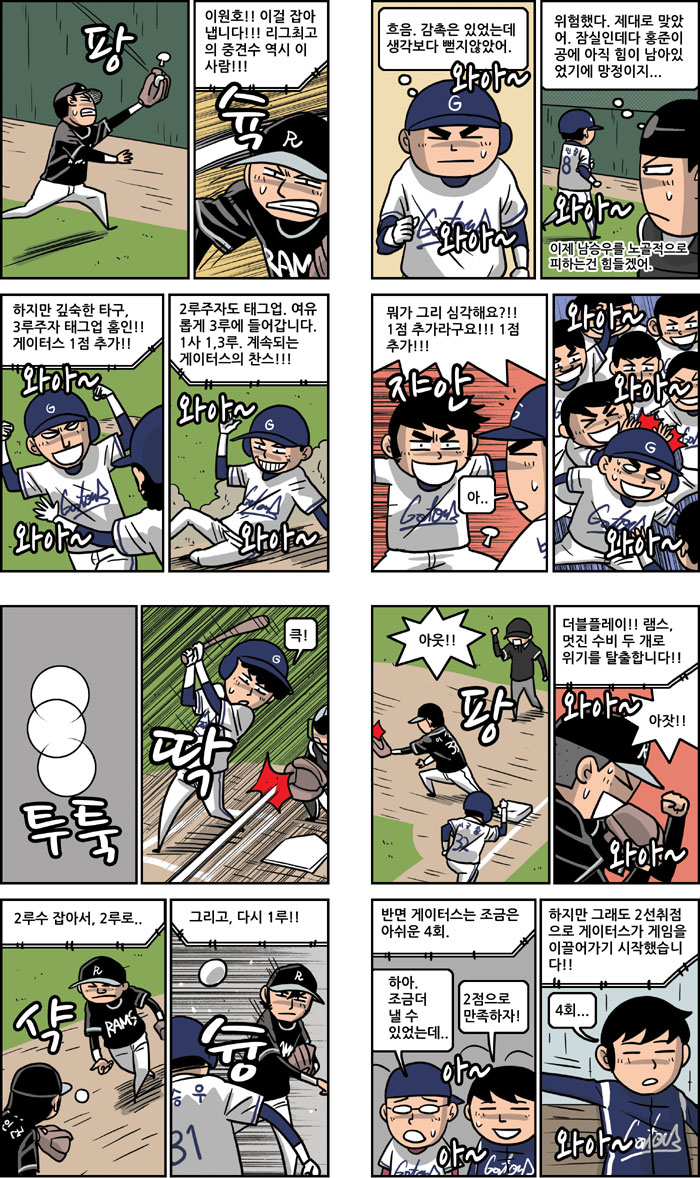 팡
이원호!! 이걸 잡아
냅니다!!! 리그최고
의 중견수 역시 이
사람!!!
슉
R
RAMS
하지만 깊숙한 타구,
3루주자 태그업 홈인!!
게이터스 1점 추가!!
와아~
G
Gators
와아~
2루주자도 태그업. 여유
롭게 3루에 들어갑니다.
1사 1,3루. 계속되는
게이터스의 찬스!!!
와아~
G
Gators
와아~
흐음. 감촉은 있었는데
생각보다 뻗지않았어.
와아~
G
Gators
와아~
위험했다. 제대로 맞았
어. 잠실인데다 홍준이
공에 아직 힘이 남아있
었기에 망정이지...
8
와아~
이제 남승우를 노골적으로
피하는건 힘들겠어.
뭐가 그리 심각해요?!!
1점 추가라구요!!! 1점
추가!!!
쟈안
G
아..
Gators
와아~
와아~
G
Gators
와아~
투툭
큭!
G
딱
2루수 잡아서, 2루로..
R
샥
RAMS
그리고, 다시 1루!!
R
슝
승우
31
아웃!!
팡
32
더블플레이!! 램스,
멋진 수비 두 개로
위기를 탈출합니다!!
와아~
아잣!!
와아~
반면 게이터스는 조금은
아쉬운 4회.
하아.
조금더
낼 수
있었는데..
2점으로
만족하자!
아~
G
아~
Gators
하지만 그래도 2선취점
으로 게이터스가 게임을
이끌어가기 시작했습니
다!!
4회...
와아~
Gators